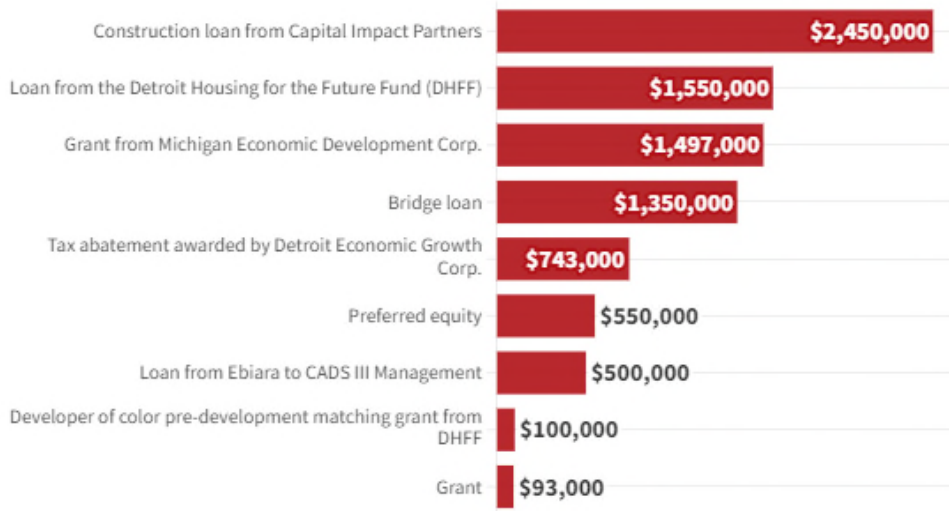 Construction loan from Capital Impact Partners
$2,450,000
Loan from the Detroit Housing for the Future Fund (DHFF)
$1,550,000
Grant from Michigan Economic Development Corp.
$1,497,000
Bridge loan
$1,350,000
Tax abatement awarded by Detroit Economic Growth
Corp.
$743,000
Preferred equity
$550,000
Loan from Ebiara to CADS III Management
$500,000
Developer of color pre-development matching grant from
DHFF
$100,000
Grant
$93,000